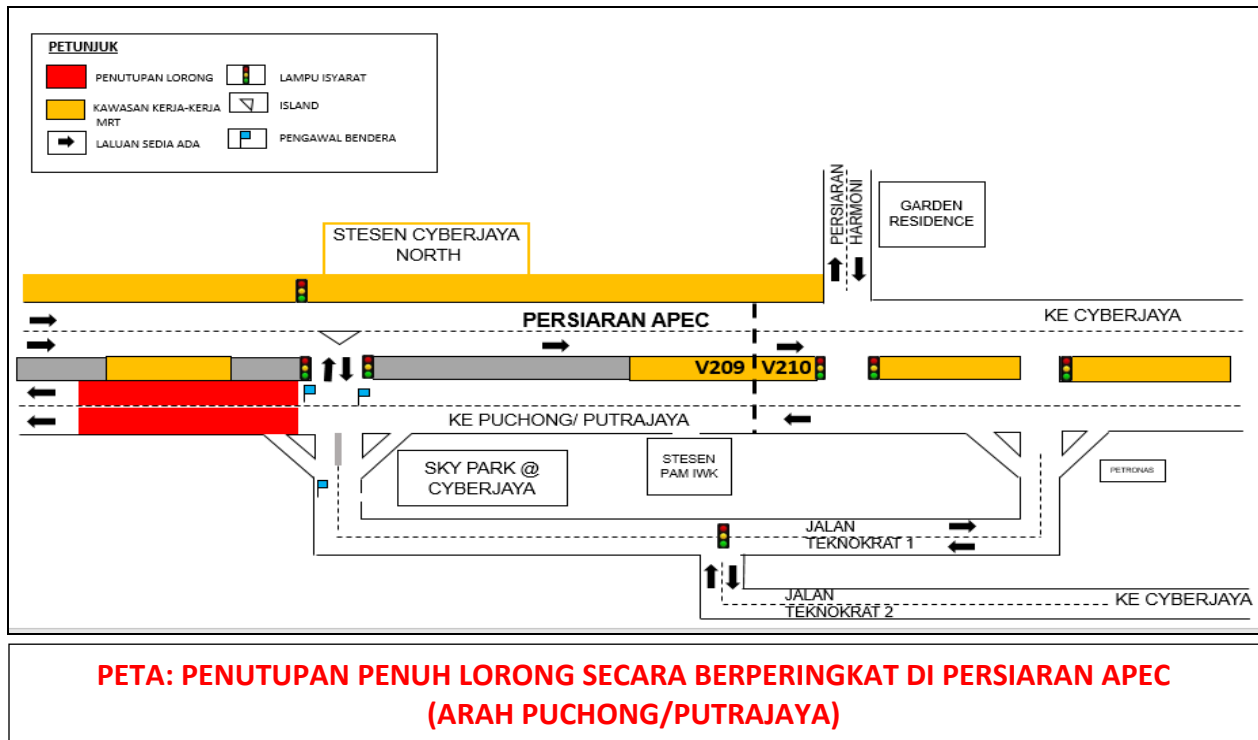 PETUNJUK
PENUTUPAN LORONG
LAMPU ISYARAT
KAWASAN KERJA-KERJA
MRT
ISLAND
LALUAN SEDIA ADA
PENGAWAL BENDERA
PERSIARAN
HARMONI
GARDEN
RESIDENCE
STESEN CYBERJAYA
NORTH
PERSIARAN APEC
KE CYBERJAYA
V209
V210
KE PUCHONG/ PUTRAJAYA
SKY PARK @
CYBERJAYA
STESEN
PAM IWK
PETRONAS
JALAN
TEKNOKRAT 1
JALAN
TEKNOKRAT 2
KE CYBERJAYA
PETA: PENUTUPAN PENUH LORONG SECARA BERPERINGKAT DI PERSIARAN APEC
(ARAH PUCHONG/PUTRAJAYA)